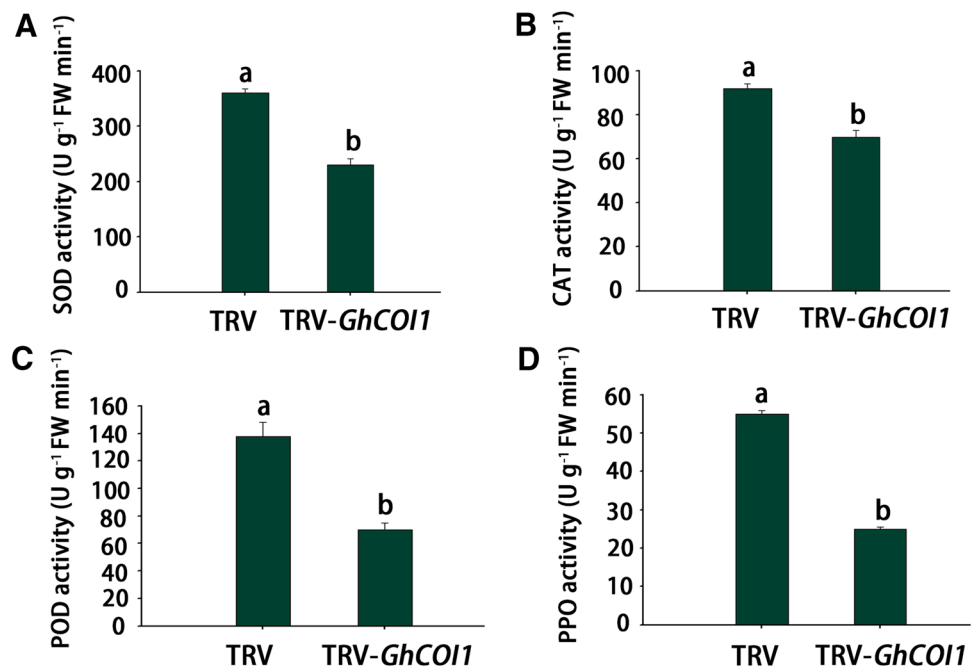 A
SOD activity (U g⁻¹ FW min⁻¹)
400
300
200
100
0
a
b
TRV
TRV-GhCOI1
B
CAT activity (U g⁻¹ FW min⁻¹)
100
80
60
40
20
0
a
b
TRV
TRV-GhCOI1
C
POD activity (U g⁻¹ FW min⁻¹)
160
140
120
100
80
60
40
20
0
a
b
TRV
TRV-GhCOI1
D
PPO activity (U g⁻¹ FW min⁻¹)
60
50
40
30
20
10
0
a
b
TRV
TRV-GhCOI1